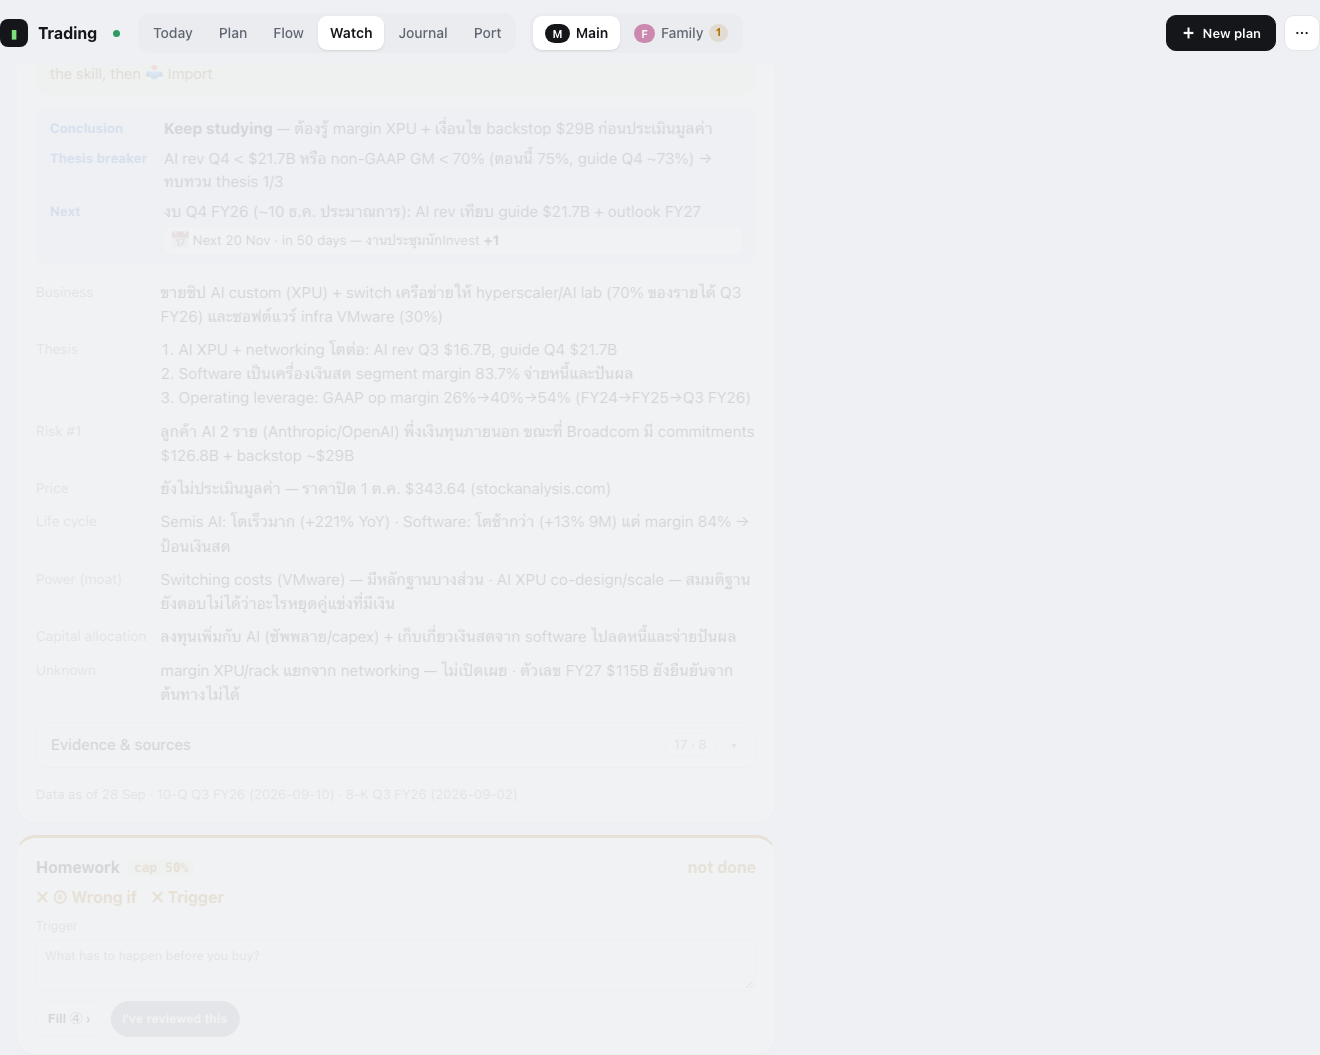 Trading
Today Plan Flow Watch Journal Port
M Main F Family 1
+ New plan
...
the skill, then 📥 Import
Conclusion Keep studying — ต้องรู้ margin XPU + เงื่อนไข backstop $29B ก่อนประเมินมูลค่า
Thesis breaker AI rev Q4 < $21.7B หรือ non-GAAP GM < 70% (ตอนนี้ 75%, guide Q4 ~73%) →
ทบทวน thesis 1/3
Next งบ Q4 FY26 (~10 ธ.ค. ประมาณการ): AI rev เทียบ guide $21.7B + outlook FY27
📅 Next 20 Nov · in 50 days — งานประชุมนักInvest +1
Business ขายชิป AI custom (XPU) + switch เครือข่ายให้ hyperscaler/AI lab (70% ของรายได้ Q3
FY26) และซอฟต์แวร์ infra VMware (30%)
Thesis 1. AI XPU + networking โตต่อ: AI rev Q3 $16.7B, guide Q4 $21.7B
2. Software เป็นเครื่องเงินสด segment margin 83.7% จ่ายหนี้และปันผล
3. Operating leverage: GAAP op margin 26%→40%→54% (FY24→FY25→Q3 FY26)
Risk #1 ลูกค้า AI 2 ราย (Anthropic/OpenAI) พึ่งเงินทุนภายนอก ขณะที่ Broadcom มี commitments
$126.8B + backstop ~$29B
Price ยังไม่ประเมินมูลค่า — ราคาปิด 1 ต.ค. $343.64 (stockanalysis.com)
Life cycle Semis AI: โตเร็วมาก (+221% YoY) · Software: โตช้ากว่า (+13% 9M) แต่ margin 84% →
ป้อนเงินสด
Power (moat) Switching costs (VMware) — มีหลักฐานบางส่วน · AI XPU co-design/scale — สมมติฐาน
ยังตอบไม่ได้ว่าอะไรหยุดคู่แข่งที่มีเงิน
Capital allocation ลงทุนเพิ่มกับ AI (ซัพพลาย/capex) + เก็บเกี่ยวเงินสดจาก software ไปลดหนี้และจ่ายปันผล
Unknown margin XPU/rack แยกจาก networking — ไม่เปิดเผย · ตัวเลข FY27 $115B ยังยืนยันจาก
ต้นทางไม่ได้
Evidence & sources 17 · 8
Data as of 28 Sep · 10-Q Q3 FY26 (2026-09-10) · 8-K Q3 FY26 (2026-09-02)
Homework cap 50% not done
✕ ⦿ Wrong if ✕ Trigger
Trigger
What has to happen before you buy?
Fill ④ › I've reviewed this